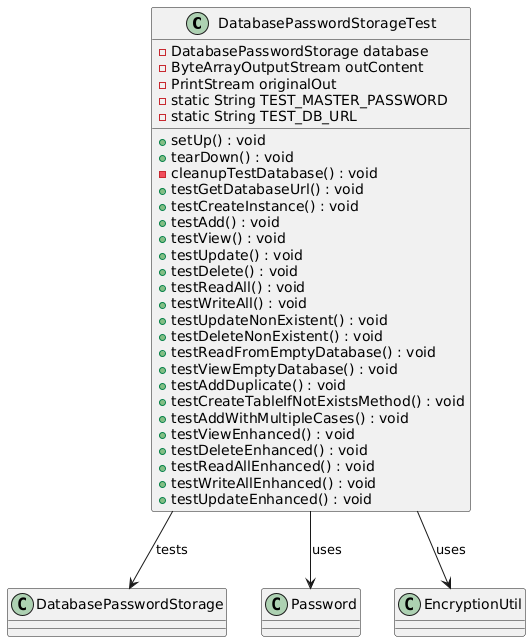 C DatabasePasswordStorageTest
DatabasePasswordStorage database
ByteArrayOutputStream outContent
PrintStream originalOut
static String TEST_MASTER_PASSWORD
static String TEST_DB_URL
setUp() : void
tearDown() : void
cleanupTestDatabase() : void
testGetDatabaseUrl() : void
testCreateInstance() : void
testAdd() : void
testView() : void
testUpdate() : void
testDelete() : void
testReadAll() : void
testWriteAll() : void
testUpdateNonExistent() : void
testDeleteNonExistent() : void
testReadFromEmptyDatabase() : void
testViewEmptyDatabase() : void
testAddDuplicate() : void
testCreateTableIfNotExistsMethod() : void
testAddWithMultipleCases() : void
testViewEnhanced() : void
testDeleteEnhanced() : void
testReadAllEnhanced() : void
testWriteAllEnhanced() : void
testUpdateEnhanced() : void
tests
uses
uses
C DatabasePasswordStorage
C Password
C EncryptionUtil